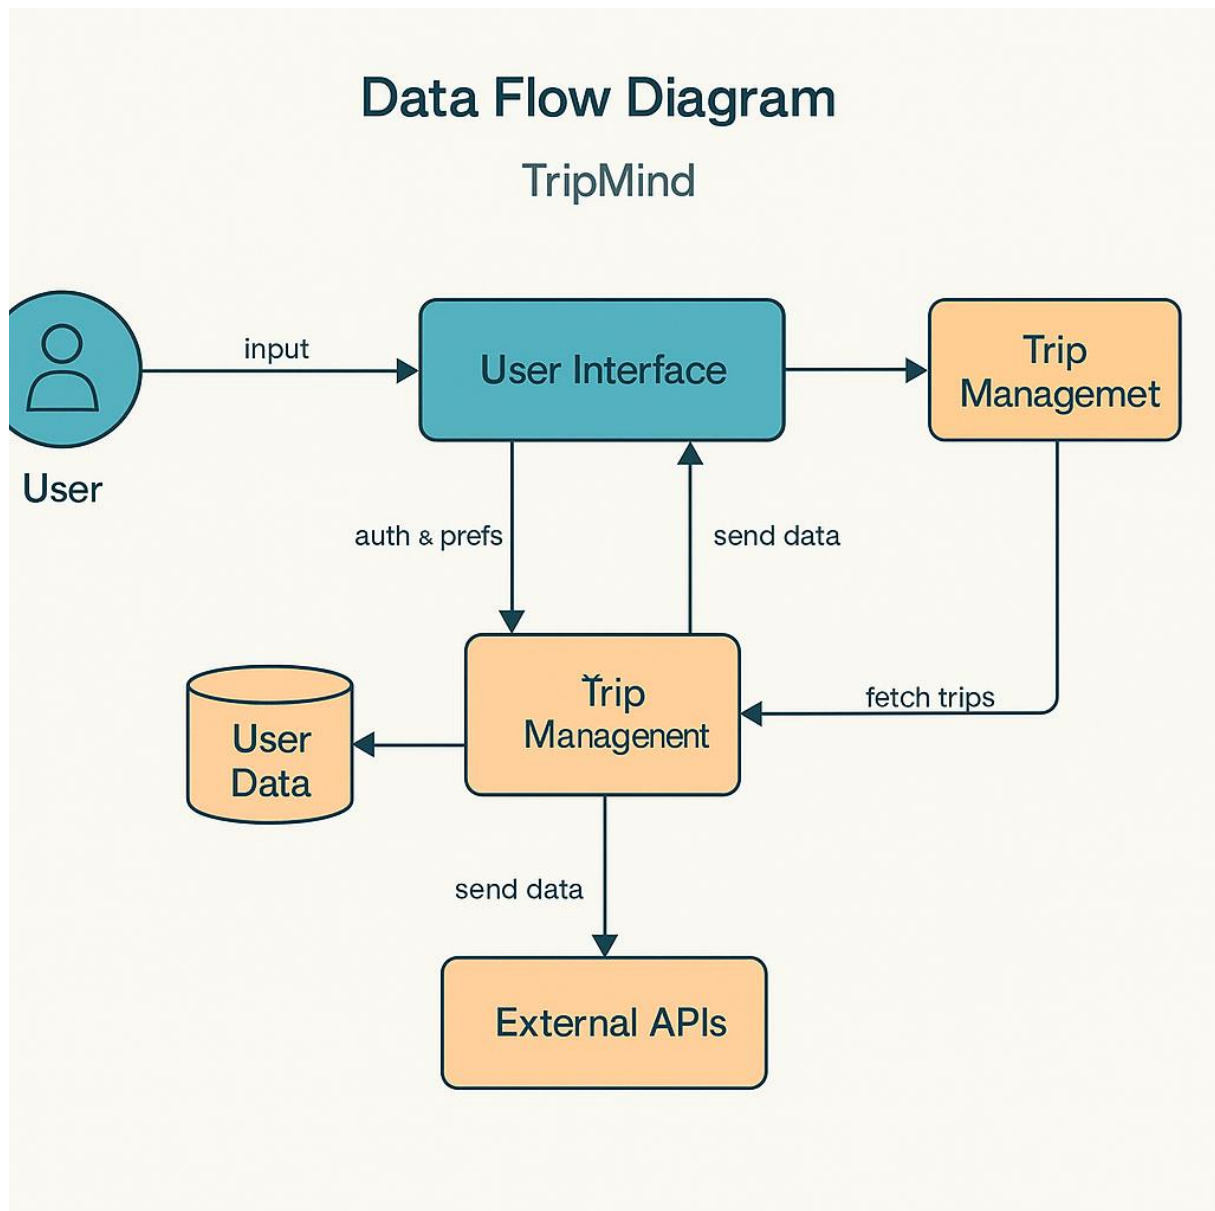 Data Flow Diagram
TripMind
input
User Interface
Trip
Managemet
User
auth & prefs
send data
Trip
Managenent
fetch trips
User
Data
send data
External APIs